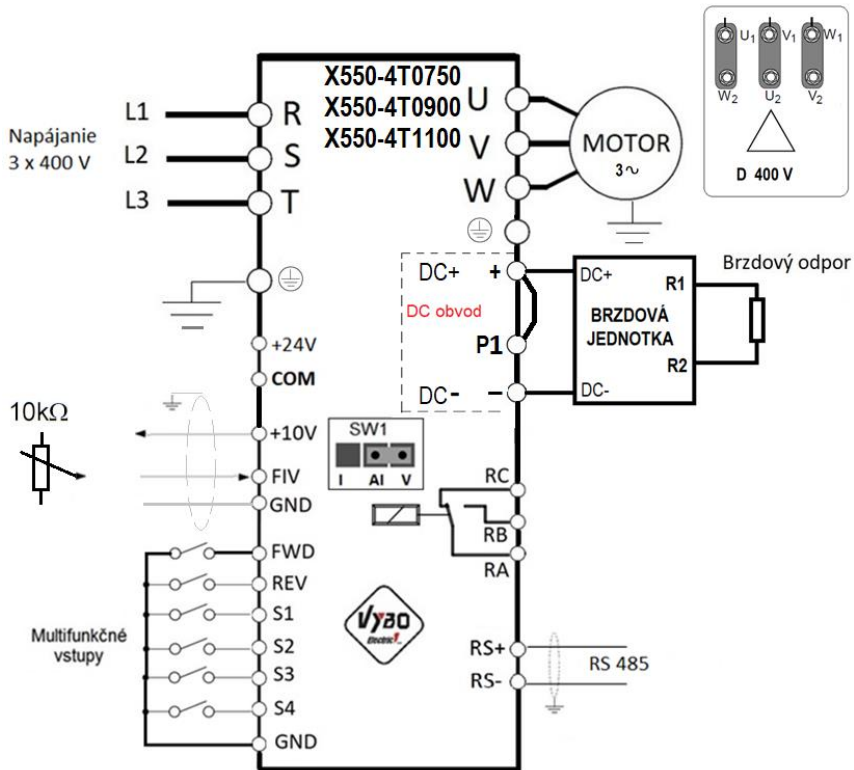 X550-4T0750
X550-4T0900
X550-4T1100
Napájanie
3 x 400 V
L1
L2
L3
R
S
T
U
V
W
MOTOR
3∿
U1 V1 W1
W2 U2 V2
D 400 V
DC+ +
DC obvod
P1
DC- -
DC+
BRZDOVÁ
JEDNOTKA
DC-
R1
R2
Brzdový odpor
+24V
COM
10kΩ
+10V
FIV
GND
SW1
I AI V
RC
RB
RA
Multifunkčné
vstupy
FWD
REV
S1
S2
S3
S4
GND
VYBO
Electric
RS+
RS-
RS 485